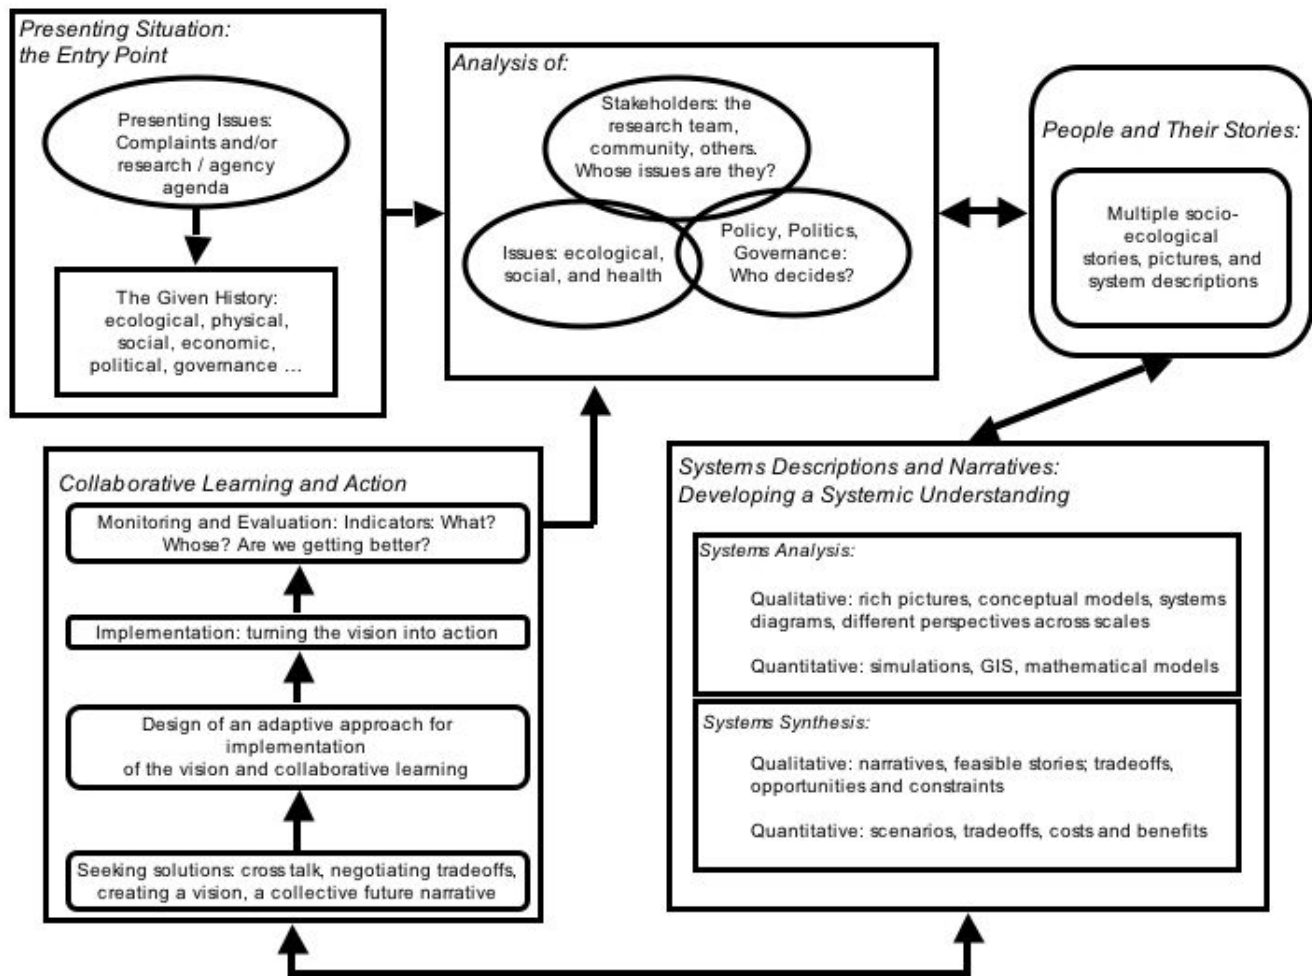 Presenting Situation:
the Entry Point
Presenting Issues:
Complaints and/or
research / agency
agenda
The Given History:
ecological, physical,
social, economic,
political, governance ...
Analysis of:
Stakeholders: the
research team,
community, others.
Whose issues are they?
Issues: ecological,
social, and health
Policy, Politics,
Governance:
Who decides?
People and Their Stories:
Multiple socio-
ecological
stories, pictures, and
system descriptions
Collaborative Learning and Action
Monitoring and Evaluation: Indicators: What?
Whose? Are we getting better?
Implementation: turning the vision into action
Design of an adaptive approach for
implementation
of the vision and collaborative learning
Seeking solutions: cross talk, negotiating tradeoffs,
creating a vision, a collective future narrative
Systems Descriptions and Narratives:
Developing a Systemic Understanding
Systems Analysis:
Qualitative: rich pictures, conceptual models, systems
diagrams, different perspectives across scales
Quantitative: simulations, GIS, mathematical models
Systems Synthesis:
Qualitative: narratives, feasible stories; tradeoffs,
opportunities and constraints
Quantitative: scenarios, tradeoffs, costs and benefits